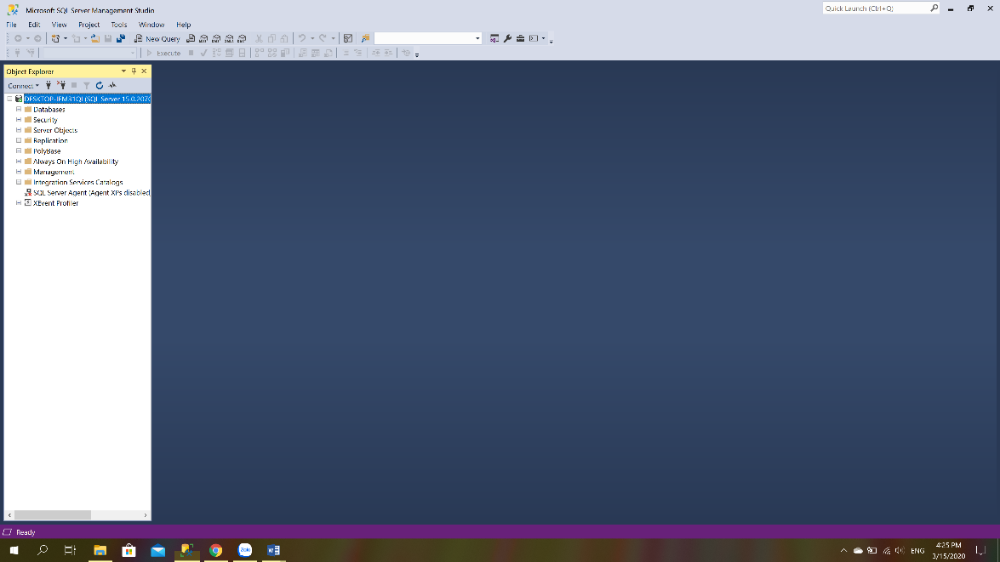 Microsoft SQL Server Management Studio
Quick Launch (Ctrl+Q)
File Edit View Project Tools Window Help
New Query
Execute
Object Explorer
Connect
DESKTOP-IFM31QI (SQL Server 15.0.2070
Databases
Security
Server Objects
Replication
PolyBase
Always On High Availability
Management
Integration Services Catalogs
SQL Server Agent (Agent XPs disabled
XEvent Profiler
Ready
Zalo
ENG
4:25 PM
3/15/2020